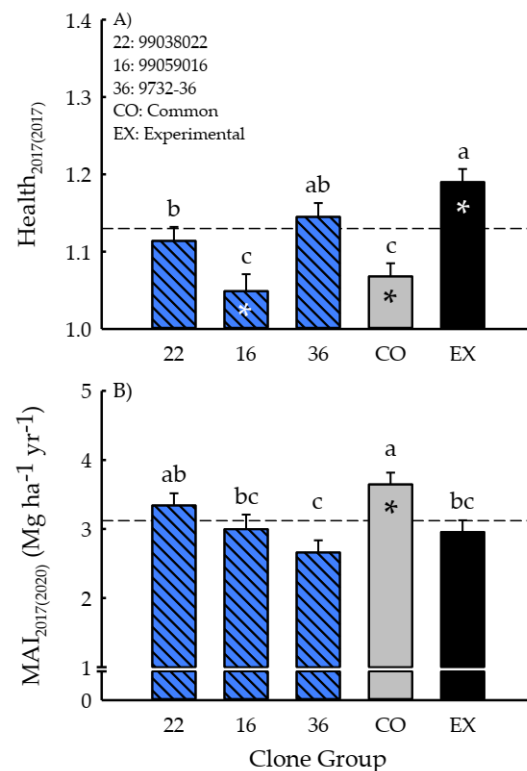 1.4
A)
22: 99038022
16: 99059016
36: 9732-36
CO: Common
EX: Experimental
1.3
1.2
1.1
1.0
Health2017(2017)
b
c
ab
c
a
*
*
*
22 16 36 CO EX
5
B)
4
3
2
1
0
MAI2017(2020) (Mg ha-1 yr-1)
ab
bc
c
a
bc
*
22 16 36 CO EX
Clone Group